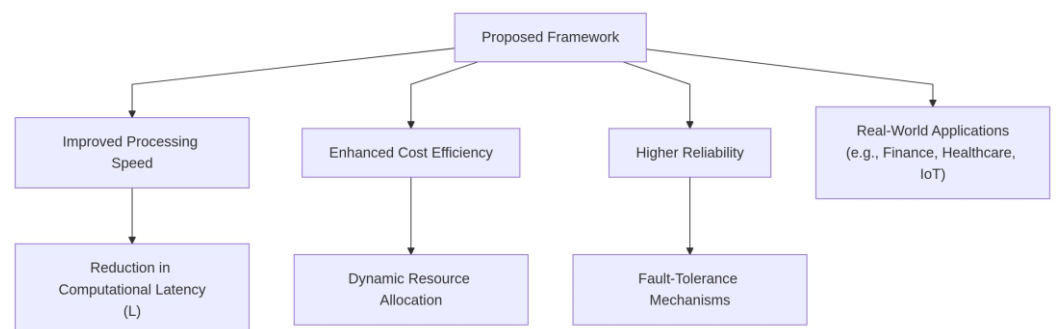 Proposed Framework
Improved Processing
Speed
Enhanced Cost Efficiency
Higher Reliability
Real-World Applications
(e.g., Finance, Healthcare,
IoT)
Reduction in
Computational Latency
(L)
Dynamic Resource
Allocation
Fault-Tolerance
Mechanisms